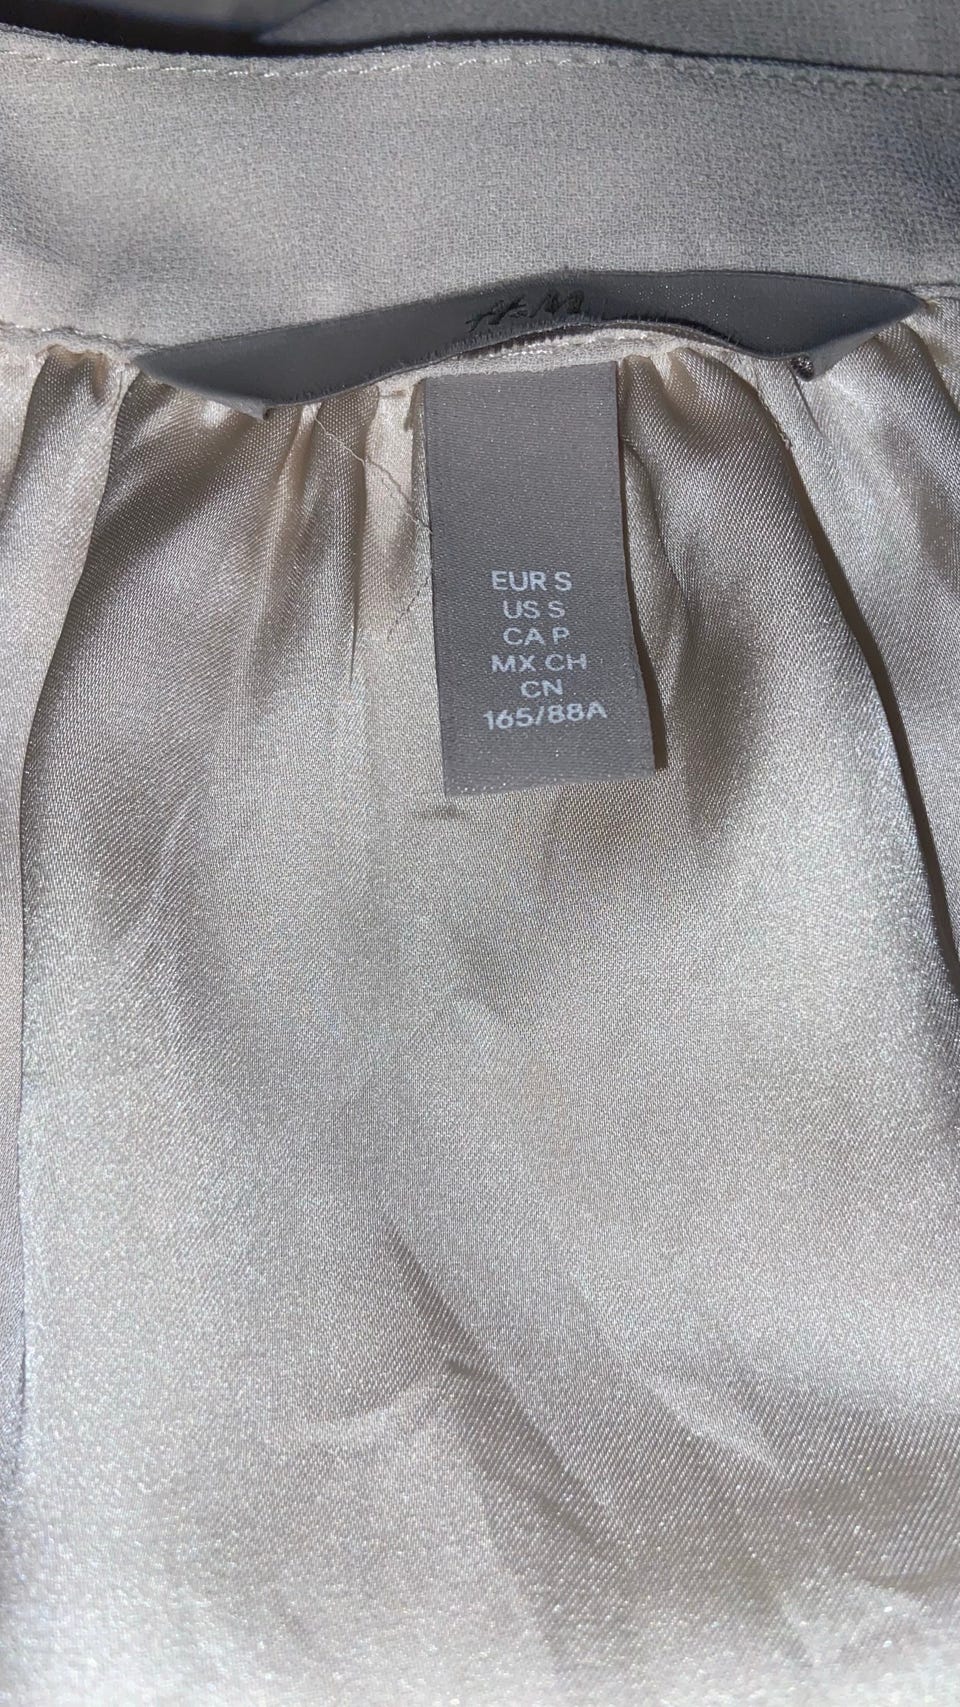 H&M
EUR S
US S
CA P
MX CH
CN
165/88A